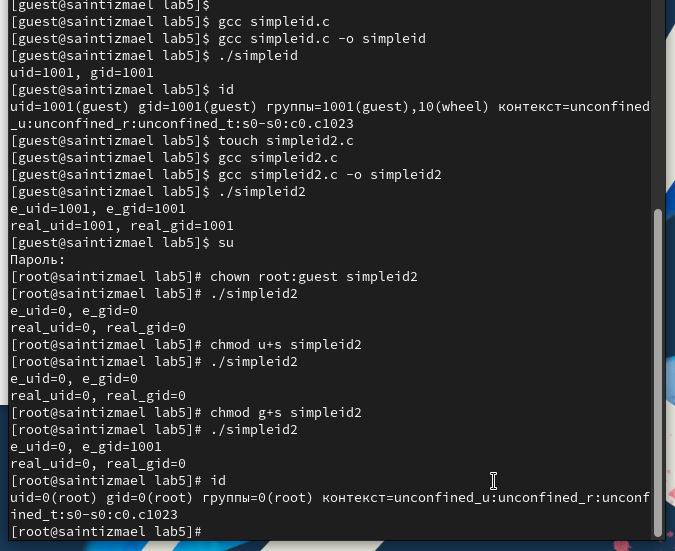 [guest@saintizmael lab5]$
[guest@saintizmael lab5]$ gcc simpleid.c
[guest@saintizmael lab5]$ gcc simpleid.c -o simpleid
[guest@saintizmael lab5]$ ./simpleid
uid=1001, gid=1001
[guest@saintizmael lab5]$ id
uid=1001(guest) gid=1001(guest) группы=1001(guest),10(wheel) контекст=unconfined
_u:unconfined_r:unconfined_t:s0-s0:c0.c1023
[guest@saintizmael lab5]$ touch simpleid2.c
[guest@saintizmael lab5]$ gcc simpleid2.c
[guest@saintizmael lab5]$ gcc simpleid2.c -o simpleid2
[guest@saintizmael lab5]$ ./simpleid2
e_uid=1001, e_gid=1001
real_uid=1001, real_gid=1001
[guest@saintizmael lab5]$ su
Пароль:
[root@saintizmael lab5]# chown root:guest simpleid2
[root@saintizmael lab5]# ./simpleid2
e_uid=0, e_gid=0
real_uid=0, real_gid=0
[root@saintizmael lab5]# chmod u+s simpleid2
[root@saintizmael lab5]# ./simpleid2
e_uid=0, e_gid=0
real_uid=0, real_gid=0
[root@saintizmael lab5]# chmod g+s simpleid2
[root@saintizmael lab5]# ./simpleid2
e_uid=0, e_gid=1001
real_uid=0, real_gid=0
[root@saintizmael lab5]# id
uid=0(root) gid=0(root) группы=0(root) контекст=unconfined_u:unconfined_r:unconf
ined_t:s0-s0:c0.c1023
[root@saintizmael lab5]#